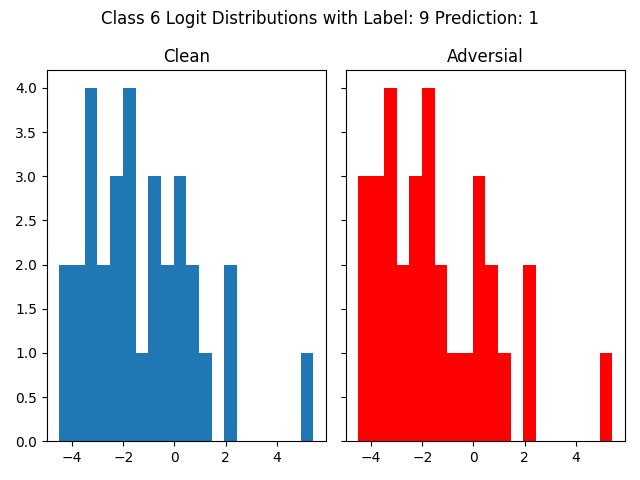 Class 6 Logit Distributions with Label: 9 Prediction: 1
Clean
Adversial
4.0
3.5
3.0
2.5
2.0
1.5
1.0
0.5
0.0
−4 −2 0 2 4
−4 −2 0 2 4